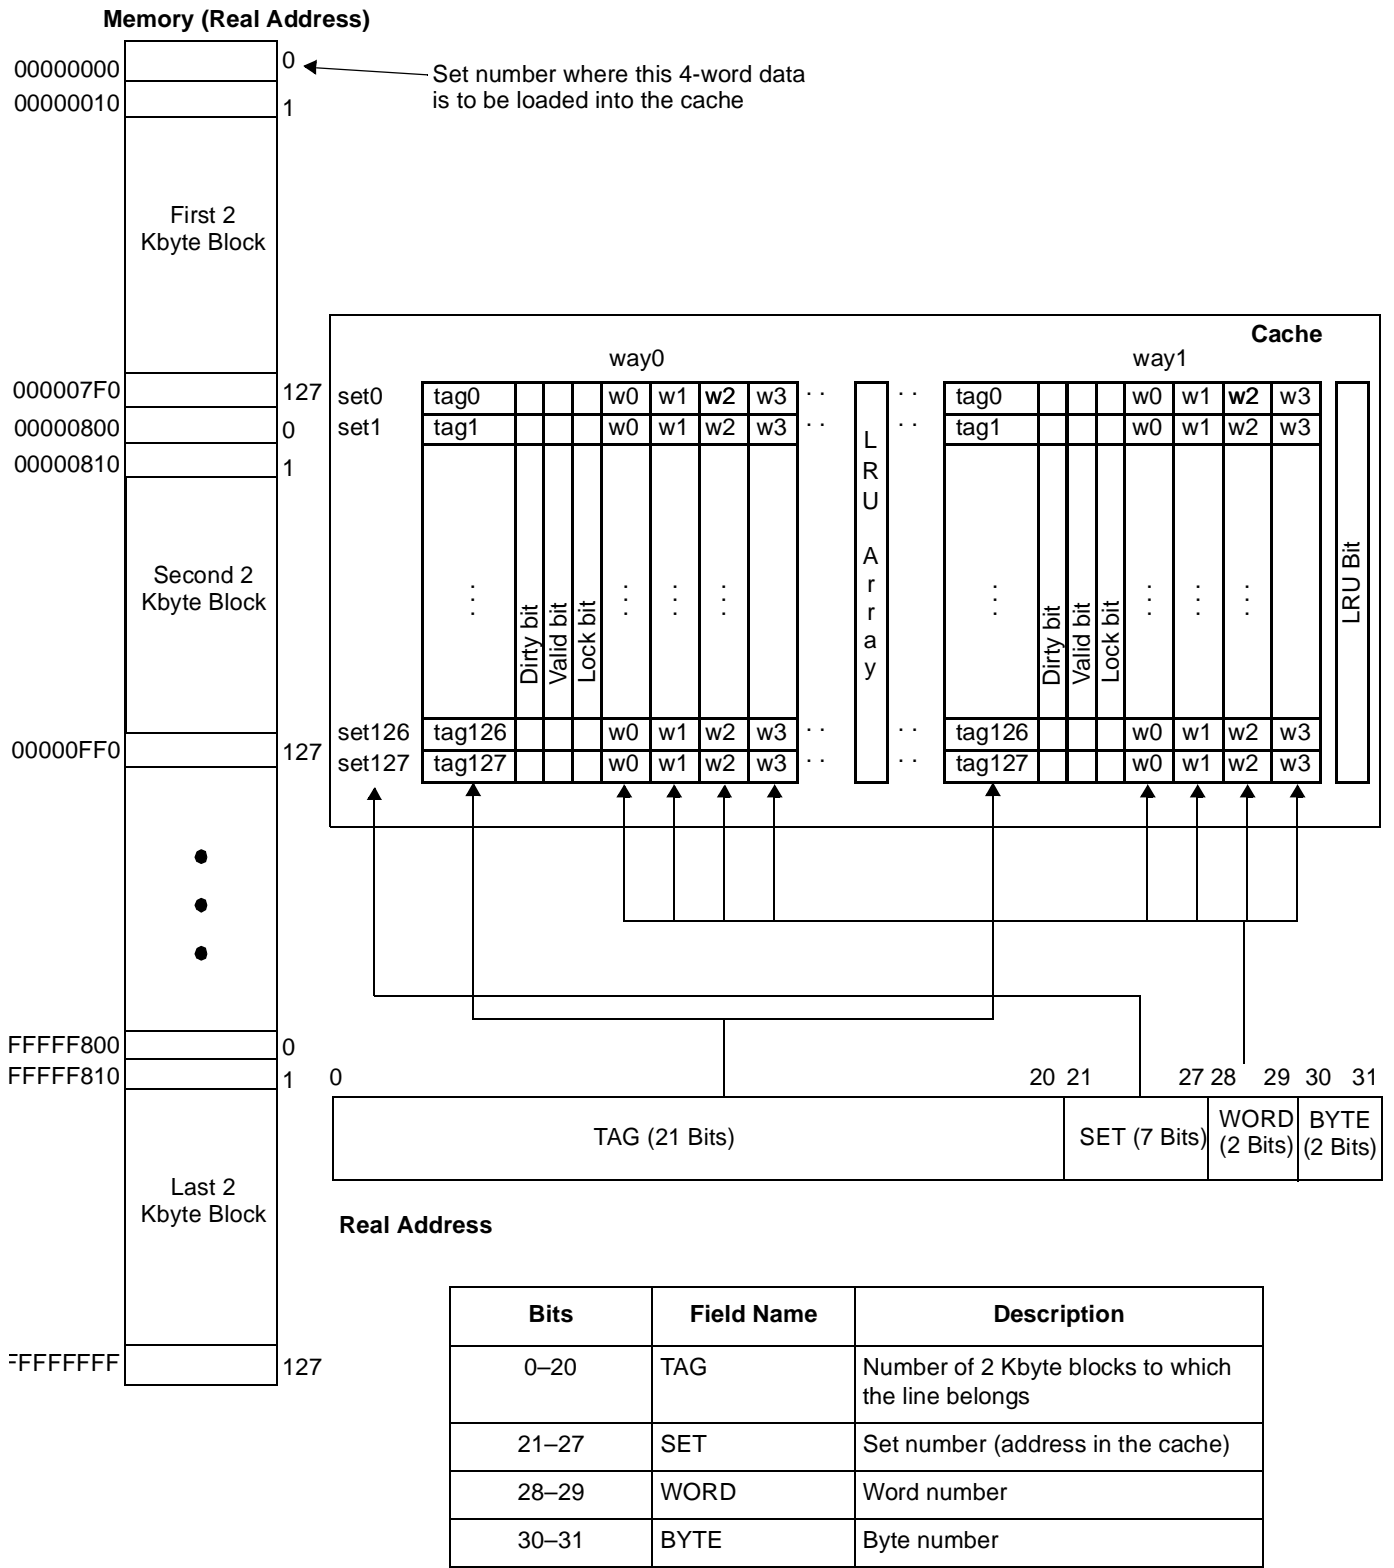 Memory (Real Address)
00000000
0
Set number where this 4-word data
is to be loaded into the cache
00000010
1
First 2
Kbyte Block
000007F0
127
00000800
0
00000810
1
Second 2
Kbyte Block
00000FF0
127
FFFFF800
0
FFFFF810
1
Last 2
Kbyte Block
FFFFFFFF
127
Cache
way0
way1
set0 tag0 w0 w1 w2 w3 . . . . tag0 w0 w1 w2 w3
set1 tag1 w0 w1 w2 w3 . . . . tag1 w0 w1 w2 w3
Dirty bit
Valid bit
Lock bit
LRU Array
Dirty bit
Valid bit
Lock bit
LRU Bit
set126 tag126 w0 w1 w2 w3 . . . . tag126 w0 w1 w2 w3
set127 tag127 w0 w1 w2 w3 . . . . tag127 w0 w1 w2 w3
0 20 21 27 28 29 30 31
TAG (21 Bits)
SET (7 Bits)
WORD
(2 Bits)
BYTE
(2 Bits)
Real Address
Bits Field Name Description
0–20 TAG Number of 2 Kbyte blocks to which
the line belongs
21–27 SET Set number (address in the cache)
28–29 WORD Word number
30–31 BYTE Byte number